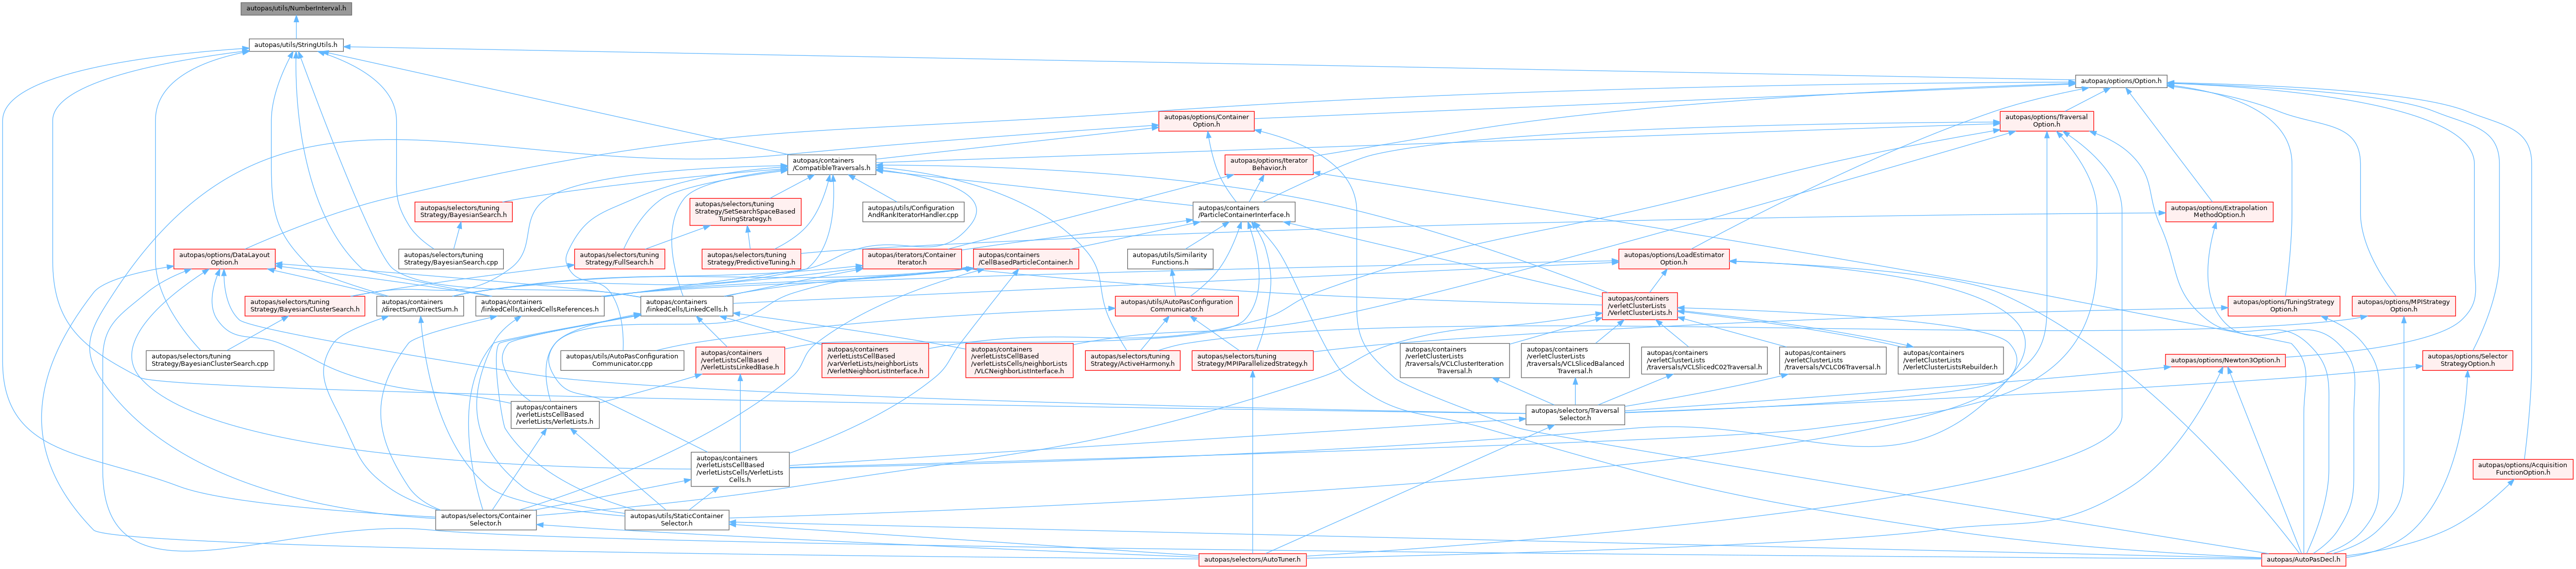 autopas/utils/NumberInterval.h
autopas/utils/StringUtils.h
autopas/options/Option.h
autopas/options/Container
Option.h
autopas/options/Traversal
Option.h
autopas/containers
/CompatibleTraversals.h
autopas/options/Iterator
Behavior.h
autopas/selectors/tuning
Strategy/BayesianSearch.h
autopas/selectors/tuning
Strategy/SetSearchSpaceBased
TuningStrategy.h
autopas/utils/Configuration
AndRankIteratorHandler.cpp
autopas/containers
/ParticleContainerInterface.h
autopas/options/Extrapolation
MethodOption.h
autopas/options/DataLayout
Option.h
autopas/selectors/tuning
Strategy/BayesianSearch.cpp
autopas/selectors/tuning
Strategy/FullSearch.h
autopas/selectors/tuning
Strategy/PredictiveTuning.h
autopas/iterators/Container
Iterator.h
autopas/containers
/CellBasedParticleContainer.h
autopas/utils/Similarity
Functions.h
autopas/options/LoadEstimator
Option.h
autopas/selectors/tuning
Strategy/BayesianClusterSearch.h
autopas/containers
/directSum/DirectSum.h
autopas/containers
/linkedCells/LinkedCellsReferences.h
autopas/containers
/linkedCells/LinkedCells.h
autopas/utils/AutoPasConfiguration
Communicator.h
autopas/containers
/verletClusterLists
/VerletClusterLists.h
autopas/options/TuningStrategy
Option.h
autopas/options/MPIStrategy
Option.h
autopas/selectors/tuning
Strategy/BayesianClusterSearch.cpp
autopas/utils/AutoPasConfiguration
Communicator.cpp
autopas/containers
/verletListsCellBased
/VerletListsLinkedBase.h
autopas/containers
/verletListsCellBased
/varVerletLists/neighborLists
/VerletNeighborListInterface.h
autopas/containers
/verletListsCellBased
/verletListsCells/neighborLists
/VLCNeighborListInterface.h
autopas/selectors/tuning
Strategy/ActiveHarmony.h
autopas/selectors/tuning
Strategy/MPIParallelizedStrategy.h
autopas/containers
/verletClusterLists
/traversals/VCLClusterIteration
Traversal.h
autopas/containers
/verletClusterLists
/traversals/VCLSlicedBalanced
Traversal.h
autopas/containers
/verletClusterLists
/traversals/VCLSlicedC02Traversal.h
autopas/containers
/verletClusterLists
/traversals/VCLC06Traversal.h
autopas/containers
/verletClusterLists
/VerletClusterListsRebuilder.h
autopas/options/Newton3Option.h
autopas/options/Selector
StrategyOption.h
autopas/containers
/verletListsCellBased
/verletLists/VerletLists.h
autopas/selectors/Traversal
Selector.h
autopas/containers
/verletListsCellBased
/verletListsCells/VerletLists
Cells.h
autopas/options/Acquisition
FunctionOption.h
autopas/selectors/Container
Selector.h
autopas/utils/StaticContainer
Selector.h
autopas/selectors/AutoTuner.h
autopas/AutoPasDecl.h